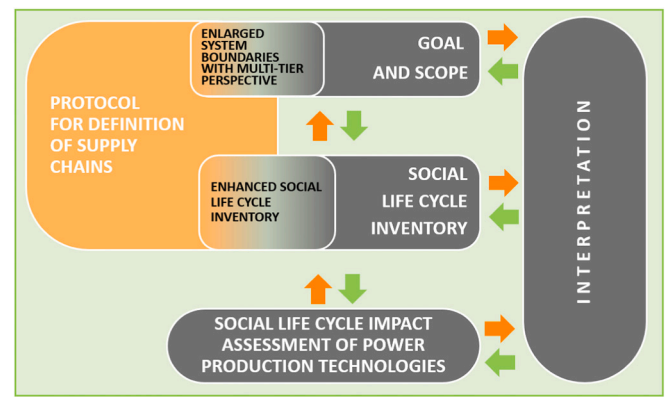 ENLARGED
SYSTEM
BOUNDARIES
WITH MULTI-TIER
PERSPECTIVE
GOAL
AND SCOPE
PROTOCOL
FOR DEFINITION
OF SUPPLY
CHAINS
ENHANCED SOCIAL
LIFE CYCLE
INVENTORY
SOCIAL
LIFE CYCLE
INVENTORY
SOCIAL LIFE CYCLE IMPACT
ASSESSMENT OF POWER
PRODUCTION TECHNOLOGIES
INTERPRETATION